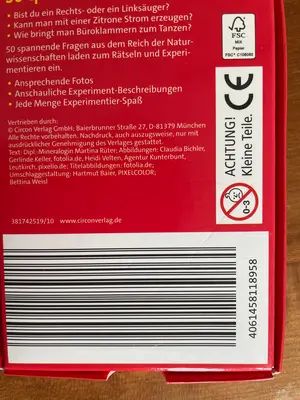 • Bist du ein Rechts- oder ein Linksäuger?
• Kann man mit einer Zitrone Strom erzeugen?
• Wie bringt man Büroklammern zum Tanzen?
50 spannende Fragen aus dem Reich der Natur-
wissenschaften laden zum Rätseln und Experi-
mentieren ein.
• Ansprechende Fotos
• Anschauliche Experiment-Beschreibungen
• Jede Menge Experimentier-Spaß
Vertrieben durch:
© Circon Verlag GmbH, Baierbrunner Straße 27, D-81379 München
Alle Rechte vorbehalten. Nachdruck, auch auszugsweise, nur mit
ausdrücklicher Genehmigung des Verlages gestattet.
Text: Dipl.-Mineralogin Martina Rüter; Abbildungen: Claudia Bichler,
Gerlinde Keller, fotolia.de, Heidi Velten, Agentur Kunterbunt,
Leutkirch, pixelio.de; Titelabbildungen: fotolia.de;
Umschlaggestaltung: Hartmut Baier, PIXELCOLOR;
Bettina Weisl
381742519/10
www.circonverlag.de
FSC
MIX
Papier
FSC® C106085
CE
ACHTUNG!
Kleine Teile.
0-3
4061458118958